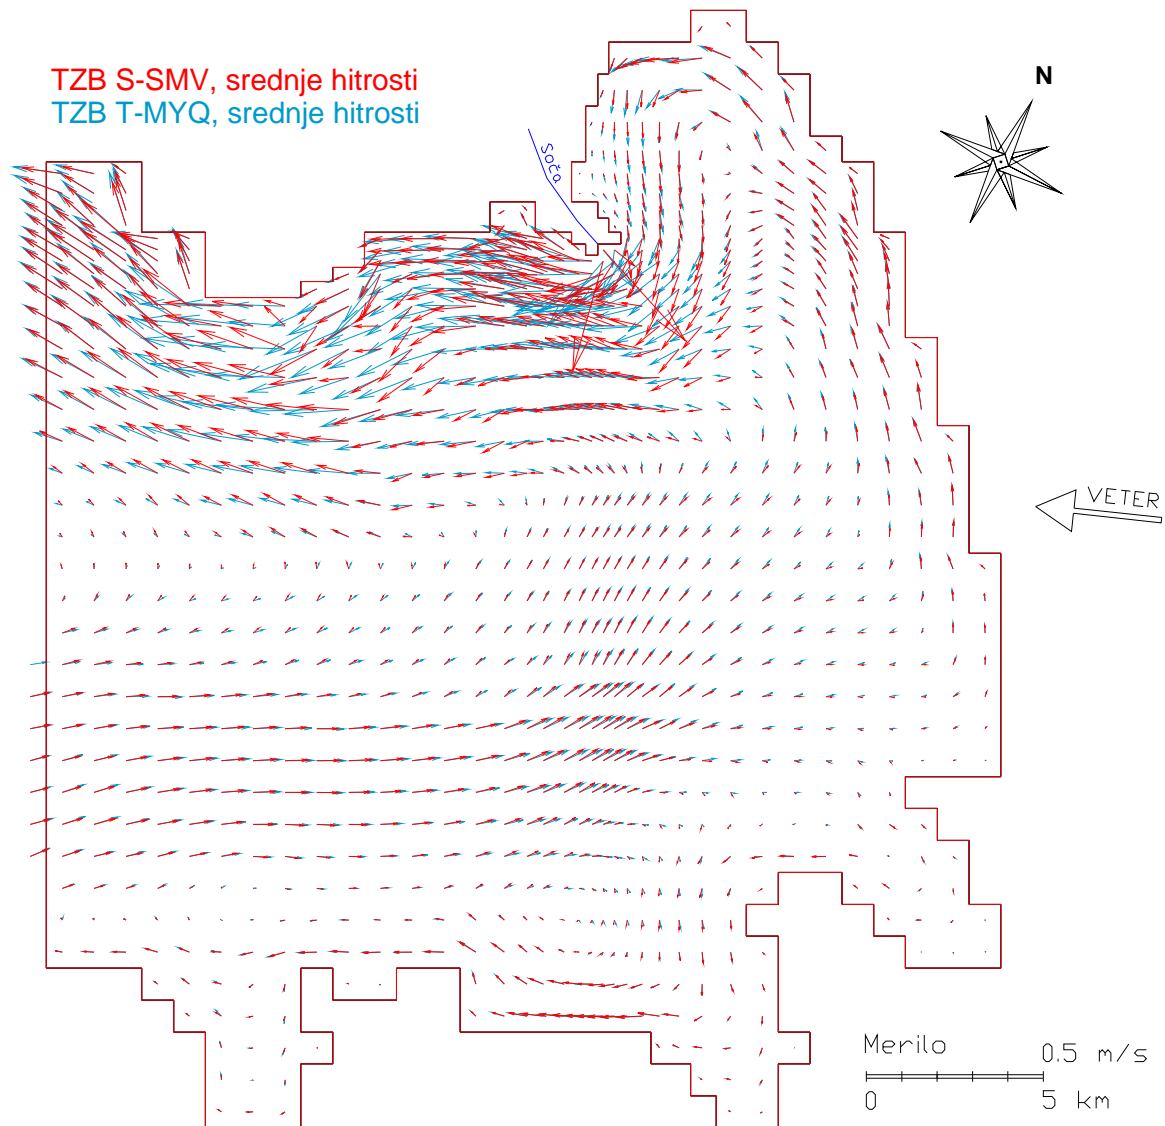 TZB S-SMV, srednje hitrosti
TZB T-MYQ, srednje hitrosti
N
Soča
VETER
Merilo 0.5 m/s
0 5 km